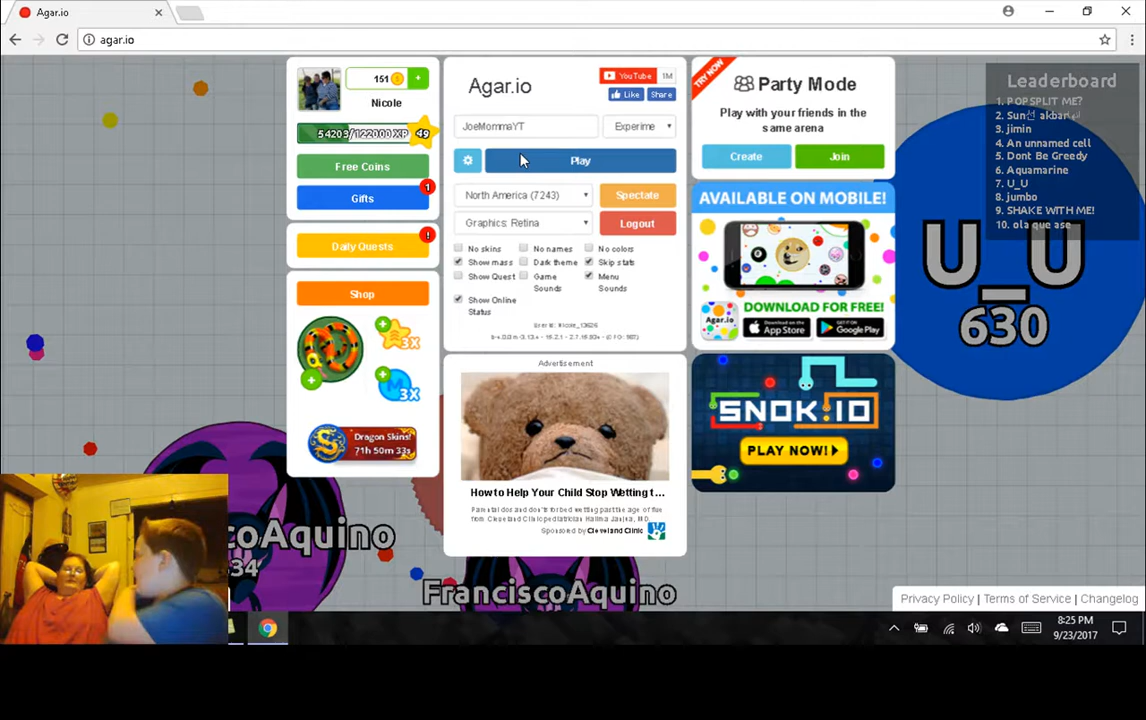 Agar.io
agar.io
151
Nicole
54203/122000 XP
49
Free Coins
Gifts
1
Daily Quests
!
Shop
3X
3X
Dragon Skins!
71h 50m 33s
Agar.io
YouTube 1M
Like Share
JoeMommaYT
Experime
Play
North America (7243)
Spectate
Graphics: Retina
Logout
No skins No names No colors
Show mass Dark theme Skip stats
Show Quest Game Sounds Menu Sounds
Show Online Status
Advertisement
How to Help Your Child Stop Wetting t...
Sponsored by Cleveland Clinic
TRY NOW
Party Mode
Play with your friends in the
same arena
Create
Join
AVAILABLE ON MOBILE!
Agar.io
DOWNLOAD FOR FREE!
App Store
Google Play
SNOK.IO
PLAY NOW!
Leaderboard
1. POPSPLIT ME?
3. jimin
4. An unnamed cell
5. Dont Be Greedy
6. Aquamarine
7. U_U
8. jumbo
9. SHAKE WITH ME!
10. ola que ase
U_U
630
coAquino
34
FranciscoAquino
Privacy Policy | Terms of Service | Changelog
8:25 PM
9/23/2017